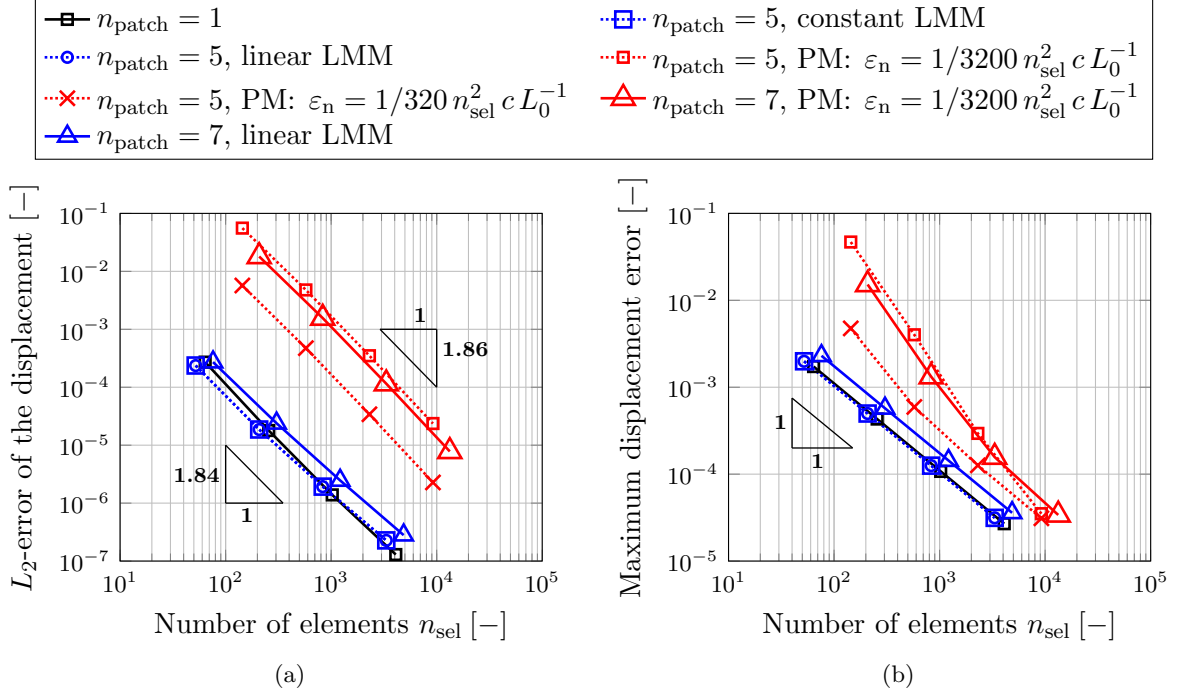 n_patch = 1
n_patch = 5, constant LMM
n_patch = 5, linear LMM
n_patch = 5, PM: ε_n = 1/3200 n_sel^2 c L_0^{-1}
n_patch = 5, PM: ε_n = 1/320 n_sel^2 c L_0^{-1}
n_patch = 7, PM: ε_n = 1/3200 n_sel^2 c L_0^{-1}
n_patch = 7, linear LMM
L_2-error of the displacement [−]
10^{-1}
10^{-2}
10^{-3}
10^{-4}
10^{-5}
10^{-6}
10^{-7}
1
1.86
1.84
1
10^1
10^2
10^3
10^4
10^5
Number of elements n_sel [−]
(a)
Maximum displacement error [−]
10^{-1}
10^{-2}
10^{-3}
10^{-4}
10^{-5}
1
1
10^1
10^2
10^3
10^4
10^5
Number of elements n_sel [−]
(b)